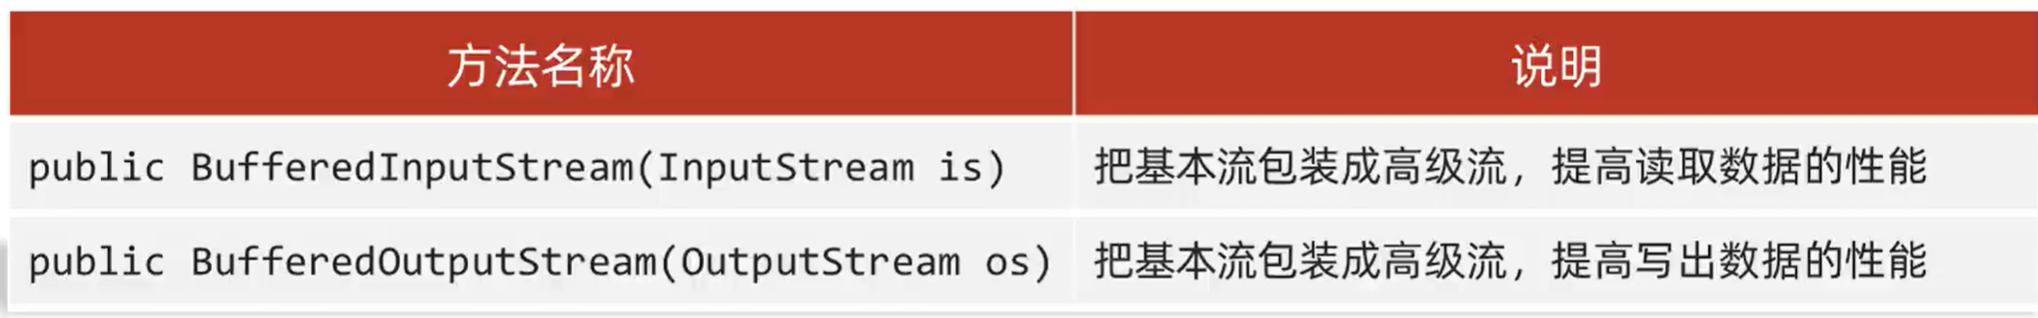 方法名称 说明
public BufferedInputStream(InputStream is) 把基本流包装成高级流，提高读取数据的性能
public BufferedOutputStream(OutputStream os) 把基本流包装成高级流，提高写出数据的性能